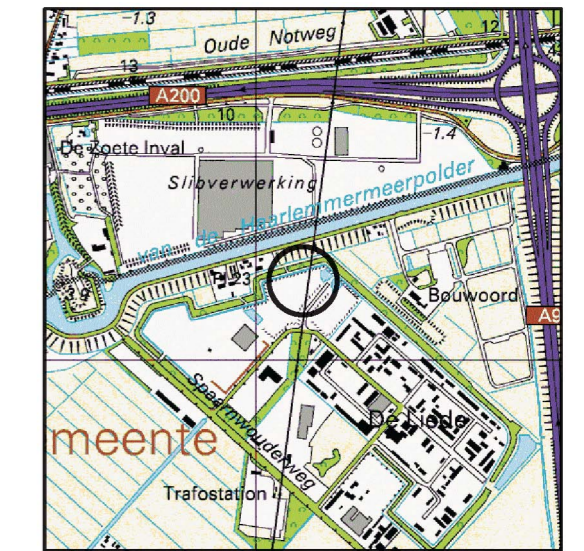 -1.3
Oude Notweg
12
13
A200
10
-1.4
De Zoete Inval
Slibverwerking
van de Haarlemmermeerpolder
3.9
Bouwoord
A9
De Liede
Spaarnwouderweg
meente
Trafostation